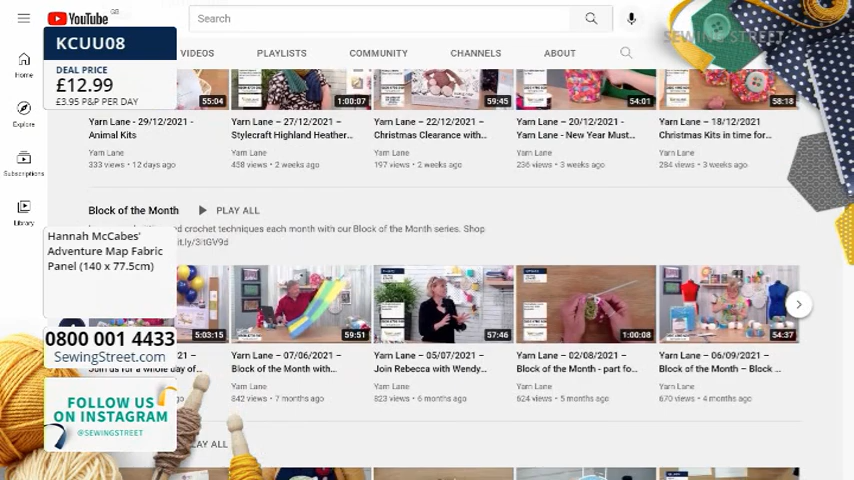 GB
YouTube
Search
SEWING STREET
KCUU08
DEAL PRICE
£12.99
£3.95 P&P PER DAY
VIDEOS
PLAYLISTS
COMMUNITY
CHANNELS
ABOUT
Home
Explore
Subscriptions
Library
55:04
1:00:07
59:45
54:01
58:18
Yarn Lane - 29/12/2021 -
Animal Kits
Yarn Lane
333 views • 12 days ago
Yarn Lane – 27/12/2021 –
Stylecraft Highland Heather...
Yarn Lane
458 views • 2 weeks ago
Yarn Lane – 22/12/2021 –
Christmas Clearance with...
Yarn Lane
197 views • 2 weeks ago
Yarn Lane – 20/12/2021 -
Yarn Lane - New Year Must...
Yarn Lane
236 views • 3 weeks ago
Yarn Lane – 18/12/2021
Christmas Kits in time for...
Yarn Lane
284 views • 3 weeks ago
Block of the Month
PLAY ALL
crochet techniques each month with our Block of the Month series. Shop
Hannah McCabes'
Adventure Map Fabric
Panel (140 x 77.5cm)
5:03:15
59:51
57:46
1:00:08
54:37
0800 001 4433
SewingStreet.com
Join us for a whole day of...
Yarn Lane – 07/06/2021 –
Block of the Month with...
Yarn Lane
842 views • 7 months ago
Yarn Lane – 05/07/2021 –
Join Rebecca with Wendy...
Yarn Lane
823 views • 6 months ago
Yarn Lane – 02/08/2021 –
Block of the Month - part fo...
Yarn Lane
624 views • 5 months ago
Yarn Lane – 06/09/2021 –
Block of the Month – Block ...
Yarn Lane
670 views • 4 months ago
FOLLOW US
ON INSTAGRAM
@SEWINGSTREET
AY ALL